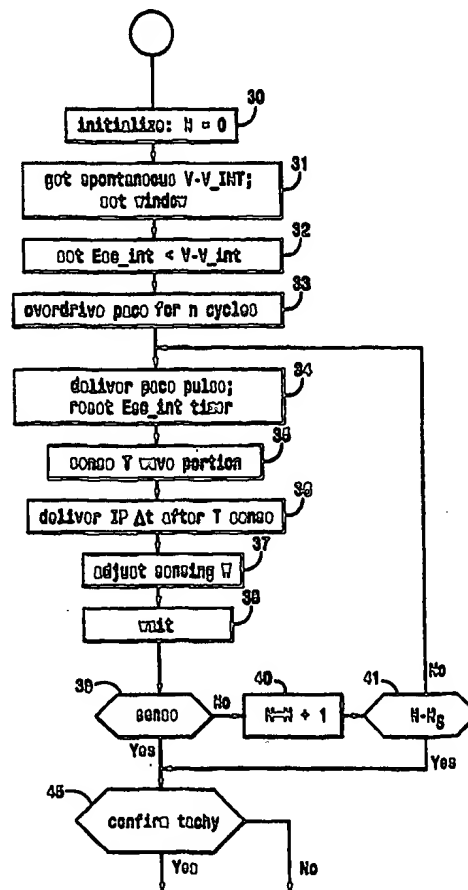 30
initialize: N = 0
31
get spontaneous V-V_INT;
set window
32
set Esc_int < V-V_int
33
overdrive pace for n cycles
34
deliver pace pulse;
reset Esc_int timer
35
sense T wave portion
36
deliver IP Δt after T sense
37
adjust sensing W
38
wait
39
sense
No
Yes
40
N=N + 1
41
N-NS
No
Yes
45
confirm tachy
Yes
No